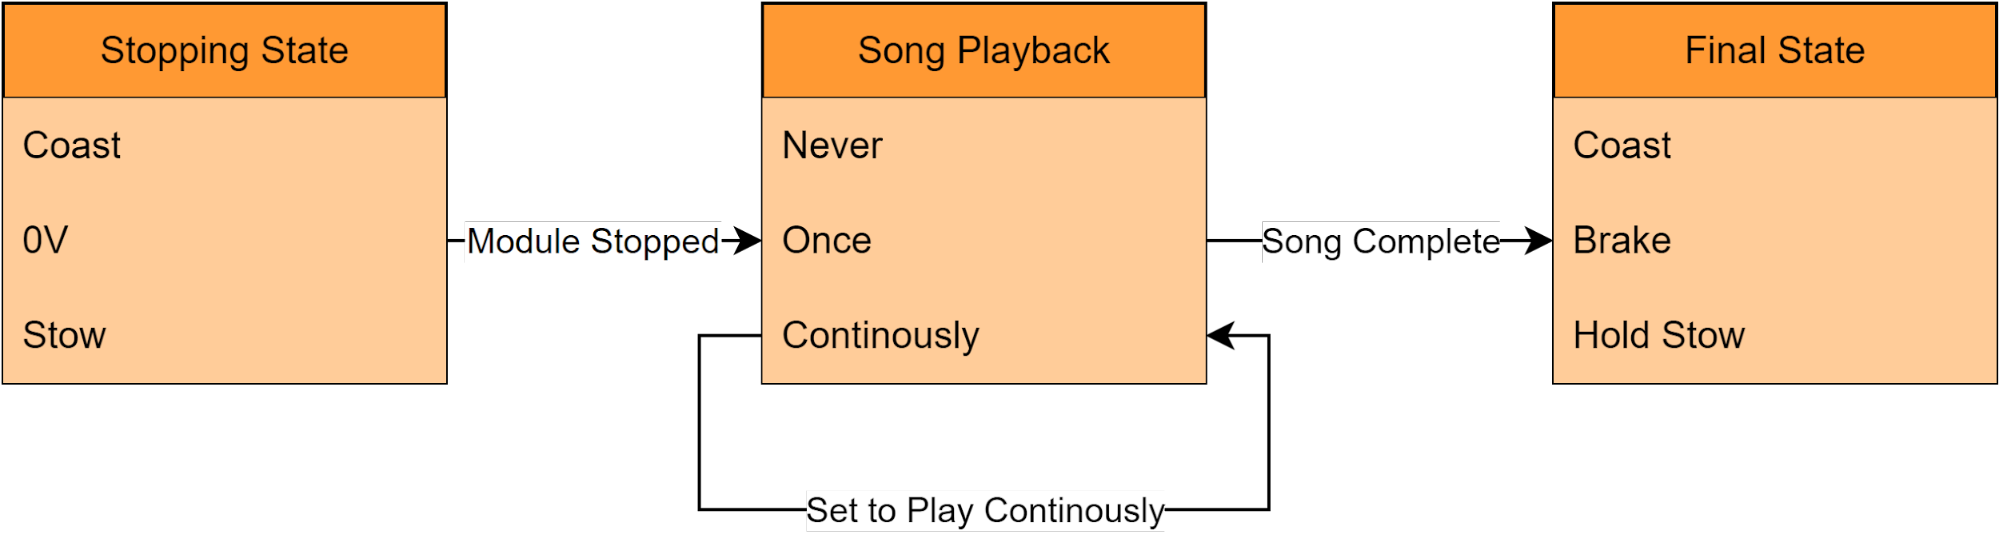 Stopping State
Coast
0V
Stow
Module Stopped
Song Playback
Never
Once
Continously
Set to Play Continously
Song Complete
Final State
Coast
Brake
Hold Stow